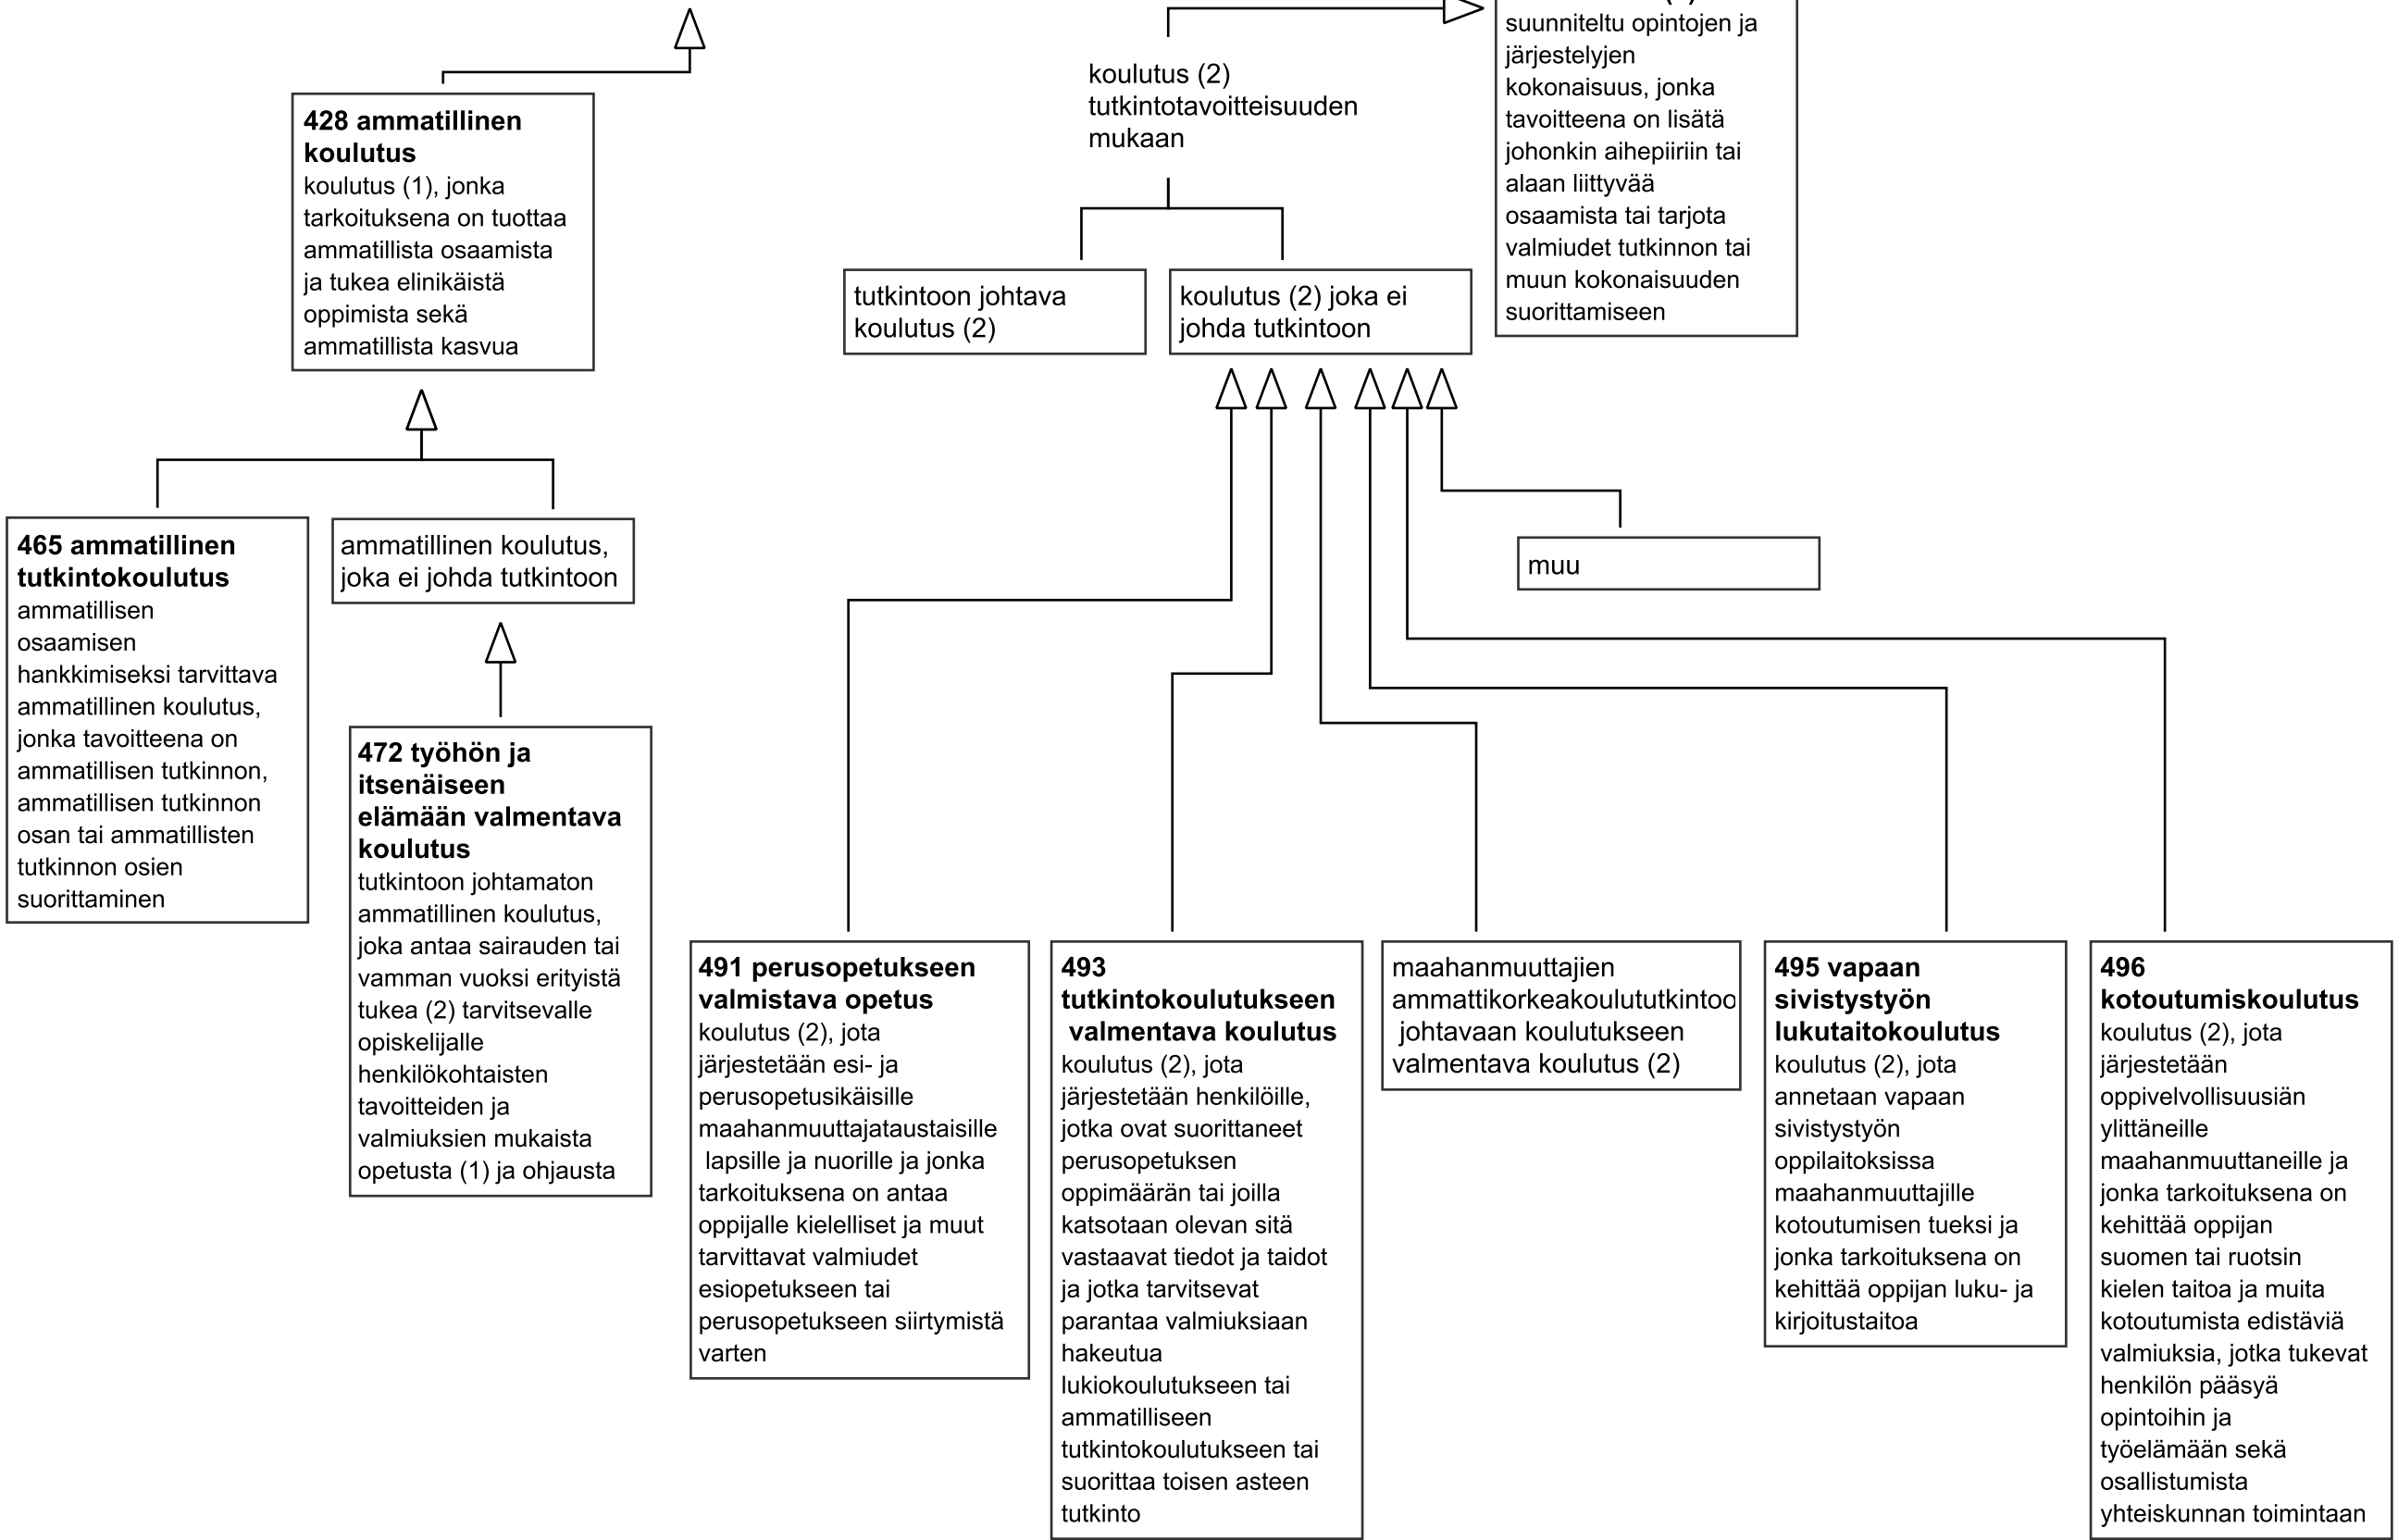 428 ammatillinen
koulutus
koulutus (1), jonka
tarkoituksena on tuottaa
ammatillista osaamista
ja tukea elinikäistä
oppimista sekä
ammatillista kasvua
koulutus (2)
tutkintotavoitteisuuden
mukaan
suunniteltu opintojen ja
järjestelyjen
kokonaisuus, jonka
tavoitteena on lisätä
johonkin aihepiiriin tai
alaan liittyvää
osaamista tai tarjota
valmiudet tutkinnon tai
muun kokonaisuuden
suorittamiseen
tutkintoon johtava
koulutus (2)
koulutus (2) joka ei
johda tutkintoon
465 ammatillinen
tutkintokoulutus
ammatillisen
osaamisen
hankkimiseksi tarvittava
ammatillinen koulutus,
jonka tavoitteena on
ammatillisen tutkinnon,
ammatillisen tutkinnon
osan tai ammatillisten
tutkinnon osien
suorittaminen
ammatillinen koulutus,
joka ei johda tutkintoon
muu
472 työhön ja
itsenäiseen
elämään valmentava
koulutus
tutkintoon johtamaton
ammatillinen koulutus,
joka antaa sairauden tai
vamman vuoksi erityistä
tukea (2) tarvitsevalle
opiskelijalle
henkilökohtaisten
tavoitteiden ja
valmiuksien mukaista
opetusta (1) ja ohjausta
491 perusopetukseen
valmistava opetus
koulutus (2), jota
järjestetään esi- ja
perusopetusikäisille
maahanmuuttajataustaisille
lapsille ja nuorille ja jonka
tarkoituksena on antaa
oppijalle kielelliset ja muut
tarvittavat valmiudet
esiopetukseen tai
perusopetukseen siirtymistä
varten
493
tutkintokoulutukseen
valmentava koulutus
koulutus (2), jota
järjestetään henkilöille,
jotka ovat suorittaneet
perusopetuksen
oppimäärän tai joilla
katsotaan olevan sitä
vastaavat tiedot ja taidot
ja jotka tarvitsevat
parantaa valmiuksiaan
hakeutua
lukiokoulutukseen tai
ammatilliseen
tutkintokoulutukseen tai
suorittaa toisen asteen
tutkinto
maahanmuuttajien
ammattikorkeakoulututkintoo
johtavaan koulutukseen
valmentava koulutus (2)
495 vapaan
sivistystyön
lukutaitokoulutus
koulutus (2), jota
annetaan vapaan
sivistystyön
oppilaitoksissa
maahanmuuttajille
kotoutumisen tueksi ja
jonka tarkoituksena on
kehittää oppijan luku- ja
kirjoitustaitoa
496
kotoutumiskoulutus
koulutus (2), jota
järjestetään
oppivelvollisuusiän
ylittäneille
maahanmuuttaneille ja
jonka tarkoituksena on
kehittää oppijan
suomen tai ruotsin
kielen taitoa ja muita
kotoutumista edistäviä
valmiuksia, jotka tukevat
henkilön pääsyä
opintoihin ja
työelämään sekä
osallistumista
yhteiskunnan toimintaan